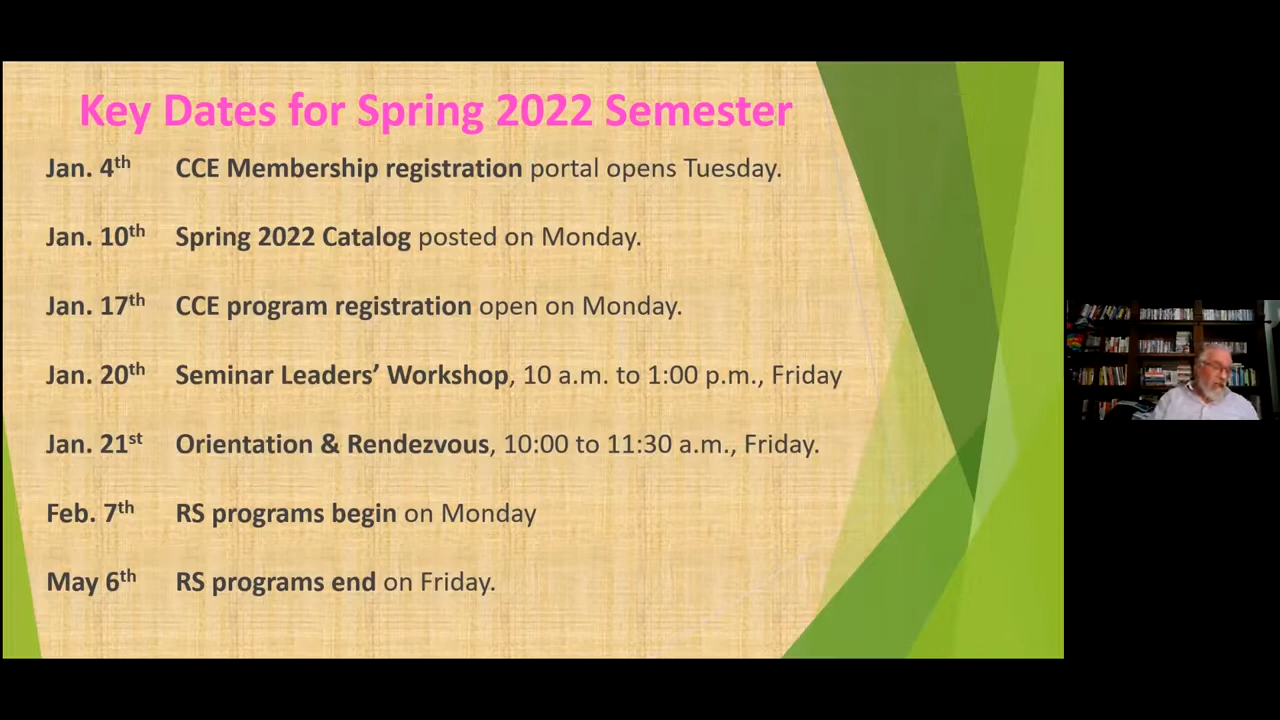 Key Dates for Spring 2022 Semester
Jan. 4th CCE Membership registration portal opens Tuesday.
Jan. 10th Spring 2022 Catalog posted on Monday.
Jan. 17th CCE program registration open on Monday.
Jan. 20th Seminar Leaders’ Workshop, 10 a.m. to 1:00 p.m., Friday
Jan. 21st Orientation & Rendezvous, 10:00 to 11:30 a.m., Friday.
Feb. 7th RS programs begin on Monday
May 6th RS programs end on Friday.